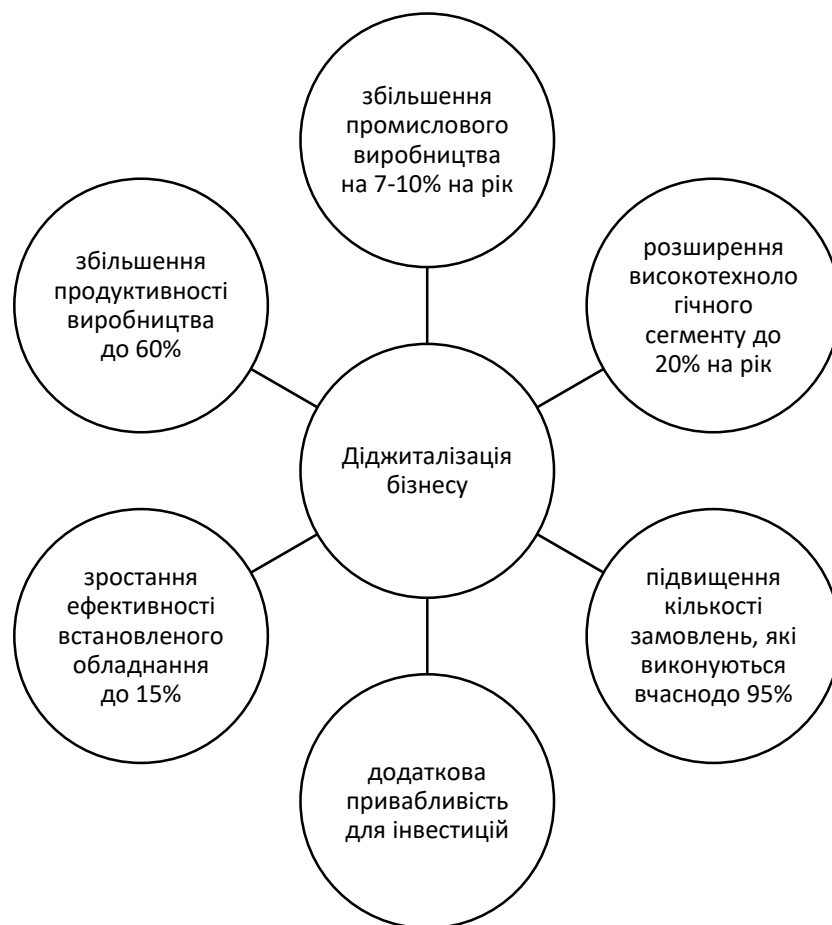 збільшення
промислового
виробництва
на 7-10% на рік
розширення
високотехноло
гічного
сегменту до
20% на рік
підвищення
кількості
замовлень, які
виконуються
вчаснодо 95%
додаткова
привабливість
для інвестицій
зростання
ефективності
встановленого
обладнання
до 15%
збільшення
продуктивності
виробництва
до 60%
Діджиталізація
бізнесу